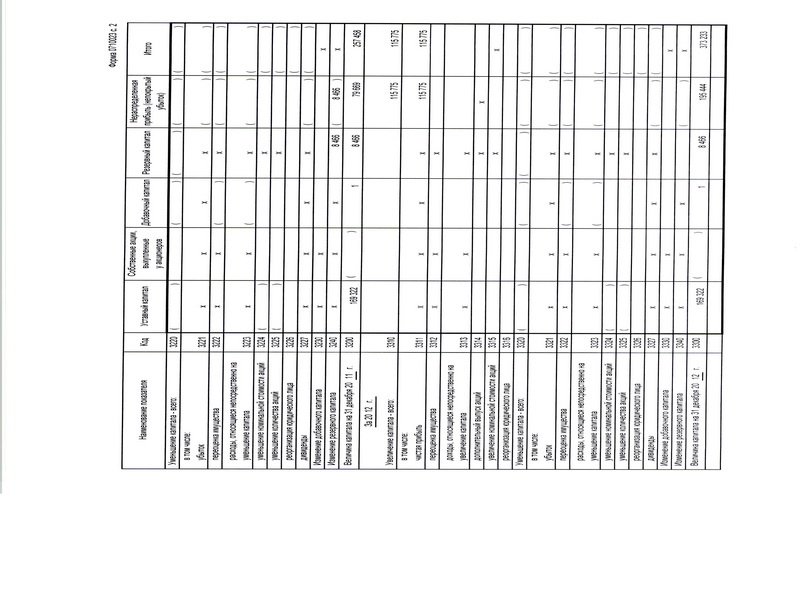 Форма 0710023 с. 2
Наименование показателя Код Уставный капитал Собственные акции, выкупленные у акционеров Добавочный капитал Резервный капитал Нераспределенная прибыль (непокрытый убыток) Итого
Уменьшение капитала - всего: 3220 ( ) ( ) ( ) ( ) ( )
в том числе:
убыток 3221 x x x x ( ) ( )
переоценка имущества 3222 x x ( ) x ( ) ( )
расходы, относящиеся непосредственно на
уменьшение капитала 3223 x x ( ) x ( ) ( )
уменьшение номинальной стоимости акций 3224 ( ) x ( )
уменьшение количества акций 3225 ( ) x ( )
реорганизация юридического лица 3226 ( )
дивиденды 3227 x x x x ( ) ( )
Изменение добавочного капитала 3230 x x x
Изменение резервного капитала 3240 x x x 8 466 ( 8 466 ) x
Величина капитала на 31 декабря 20 11 г. 3200 169 322 ( ) 1 8 466 79 669 257 458
За 20 12 г.
Увеличение капитала - всего: 3310 115 775 115 775
в том числе:
чистая прибыль 3311 x x x x 115 775 115 775
переоценка имущества 3312 x x x
доходы, относящиеся непосредственно на
увеличение капитала 3313 x x x
дополнительный выпуск акций 3314 x x
увеличение номинальной стоимости акций 3315 x x
реорганизация юридического лица 3316
Уменьшение капитала - всего: 3320 ( ) ( ) ( ) ( ) ( )
в том числе:
убыток 3321 x x x x ( ) ( )
переоценка имущества 3322 x x ( ) x ( ) ( )
расходы, относящиеся непосредственно на
уменьшение капитала 3323 x x ( ) x ( ) ( )
уменьшение номинальной стоимости акций 3324 ( ) x ( )
уменьшение количества акций 3325 ( ) x ( )
реорганизация юридического лица 3326 ( )
дивиденды 3327 x x x x ( ) ( )
Изменение добавочного капитала 3330 x x x
Изменение резервного капитала 3340 x x x ( ) x
Величина капитала на 31 декабря 20 12 г. 3300 169 322 ( ) 1 8 466 195 444 373 233